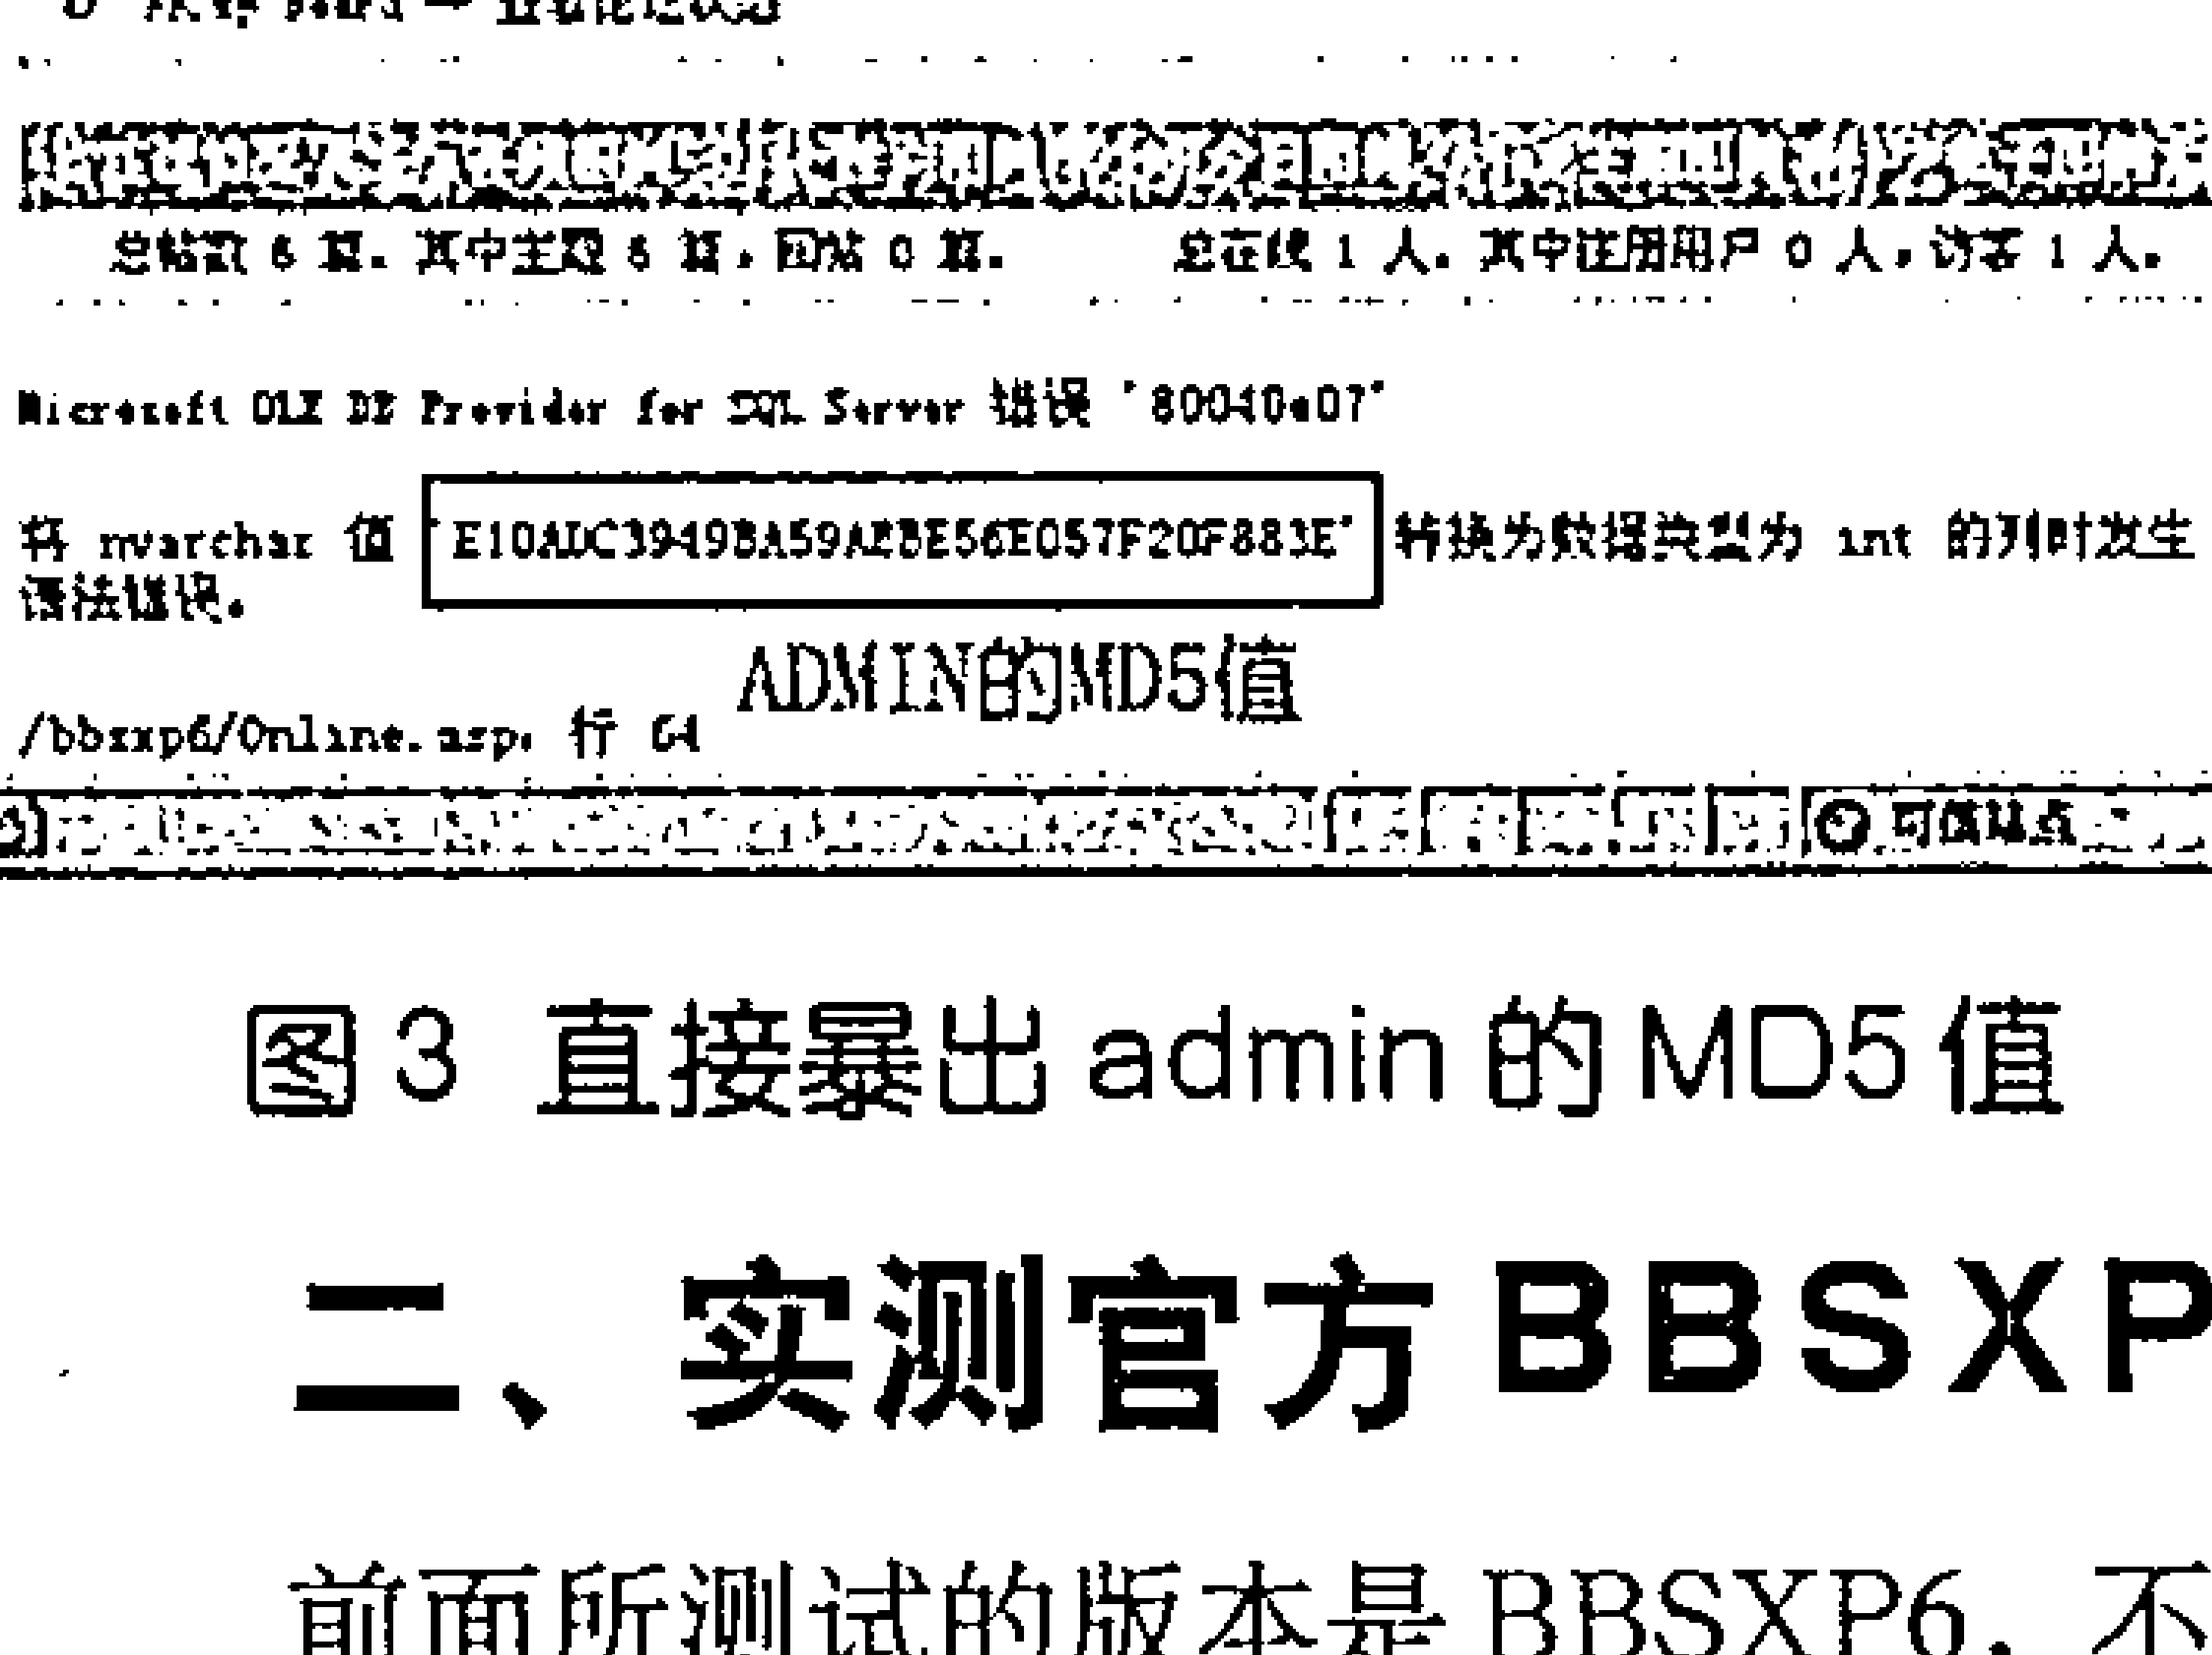 总帖数 6 篇. 其中主题 6 篇, 回帖 0 篇. 总在线 1 人. 其中注册用户 0 人, 访客 1 人.
Microsoft OLE DB Provider for SQL Server 错误 '80040e07'
将 nvarchar 值 'E10ADC3949BA59ABBE56E057F20F883E' 转换为数据类型为 int 的列时发生
语法错误。
ADMIN的MD5值
/bbsxp6/Online.asp, 行 64
图 3 直接暴出 admin 的 MD5 值
二、实测官方BBSXP
前面所测试的版本是 BBSXP6, 不